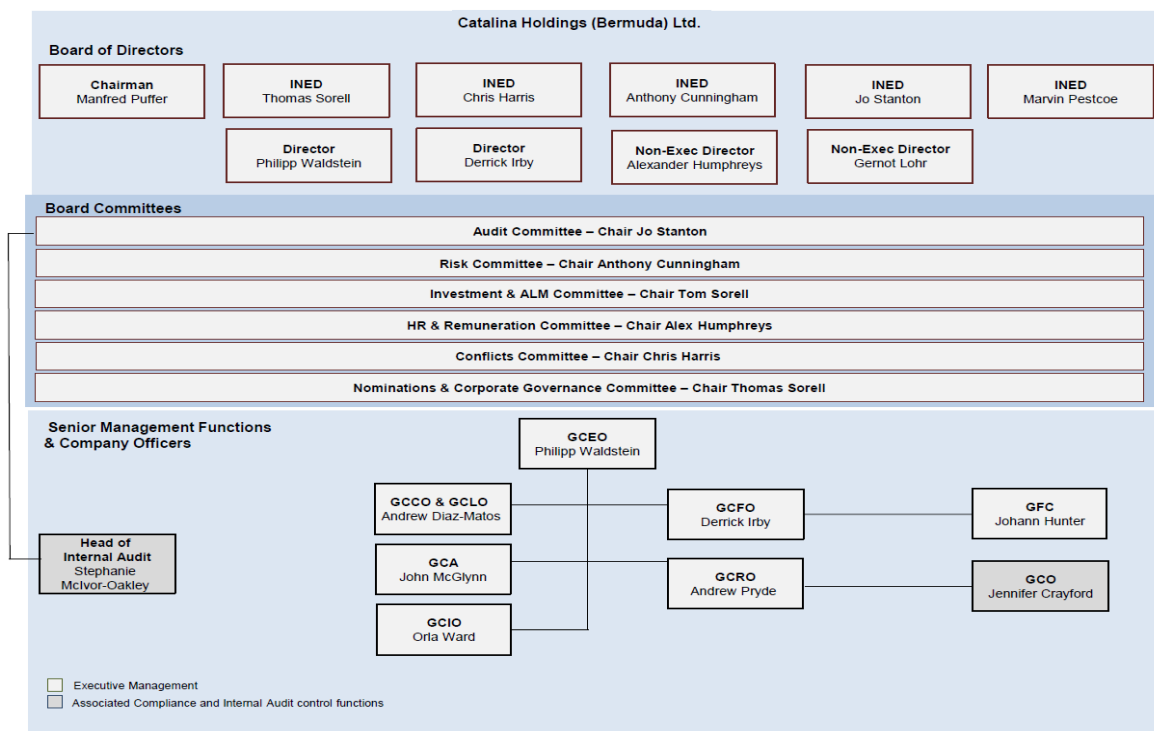 Catalina Holdings (Bermuda) Ltd.
Board of Directors
Chairman
Manfred Puffer
INED
Thomas Sorell
INED
Chris Harris
INED
Anthony Cunningham
INED
Jo Stanton
INED
Marvin Pestcoe
Director
Philipp Waldstein
Director
Derrick Irby
Non-Exec Director
Alexander Humphreys
Non-Exec Director
Gernot Lohr
Board Committees
Audit Committee – Chair Jo Stanton
Risk Committee – Chair Anthony Cunningham
Investment & ALM Committee – Chair Tom Sorell
HR & Remuneration Committee – Chair Alex Humphreys
Conflicts Committee – Chair Chris Harris
Nominations & Corporate Governance Committee – Chair Thomas Sorell
Senior Management Functions
& Company Officers
GCEO
Philipp Waldstein
GCCO & GCLO
Andrew Diaz-Matos
GCFO
Derrick Irby
GFC
Johann Hunter
Head of
Internal Audit
Stephanie
McIvor-Oakley
GCA
John McGlynn
GCRO
Andrew Pryde
GCO
Jennifer Crayford
GCIO
Orla Ward
Executive Management
Associated Compliance and Internal Audit control functions